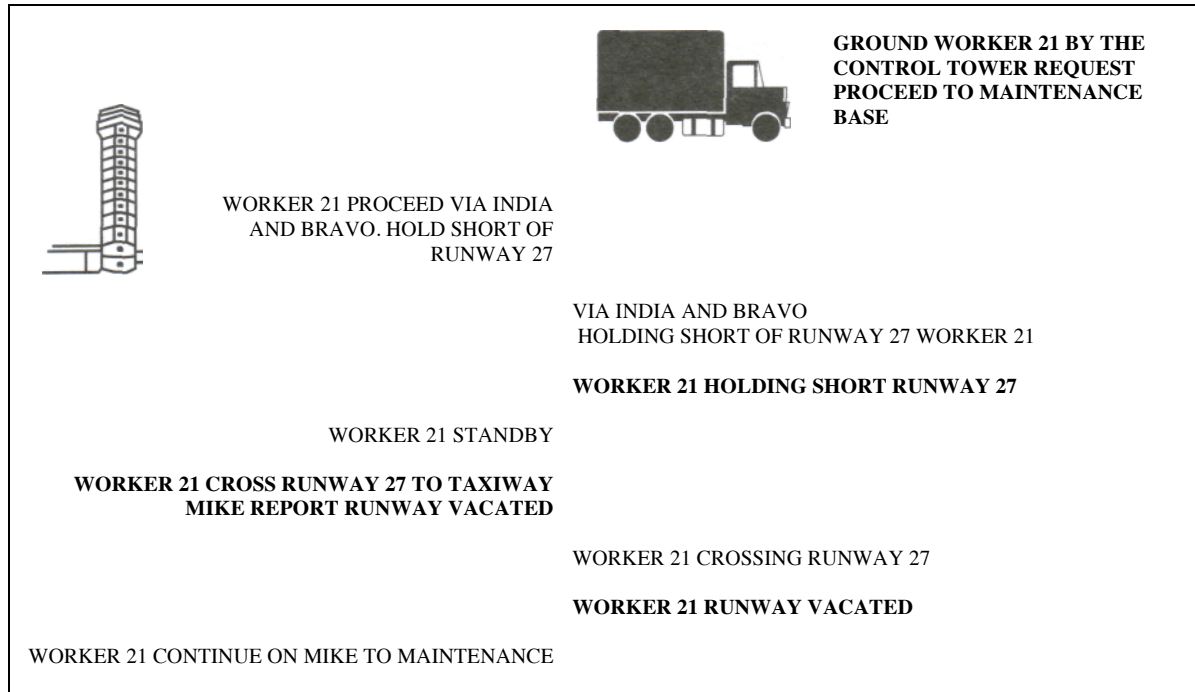 GROUND WORKER 21 BY THE
CONTROL TOWER REQUEST
PROCEED TO MAINTENANCE
BASE
WORKER 21 PROCEED VIA INDIA
AND BRAVO. HOLD SHORT OF
RUNWAY 27
VIA INDIA AND BRAVO
HOLDING SHORT OF RUNWAY 27 WORKER 21
WORKER 21 HOLDING SHORT RUNWAY 27
WORKER 21 STANDBY
WORKER 21 CROSS RUNWAY 27 TO TAXIWAY
MIKE REPORT RUNWAY VACATED
WORKER 21 CROSSING RUNWAY 27
WORKER 21 RUNWAY VACATED
WORKER 21 CONTINUE ON MIKE TO MAINTENANCE